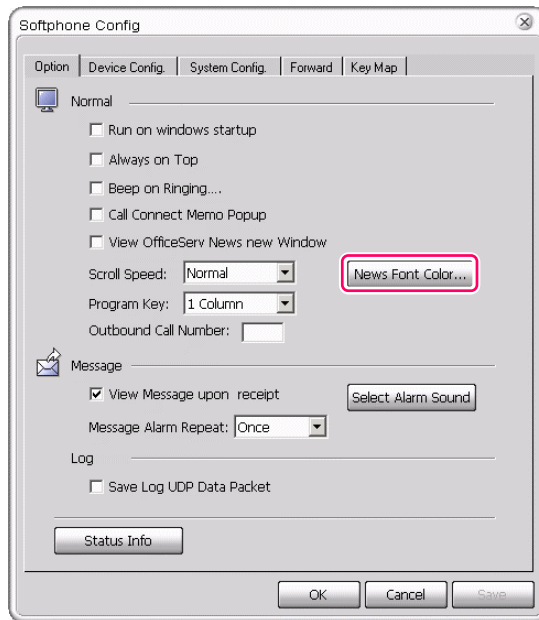 Softphone Config
Option Device Config. System Config. Forward Key Map
Normal
Run on windows startup
Always on Top
Beep on Ringing....
Call Connect Memo Popup
View OfficeServ News new Window
Scroll Speed: Normal News Font Color...
Program Key: 1 Column
Outbound Call Number:
Message
View Message upon receipt Select Alarm Sound
Message Alarm Repeat: Once
Log
Save Log UDP Data Packet
Status Info
OK Cancel Save